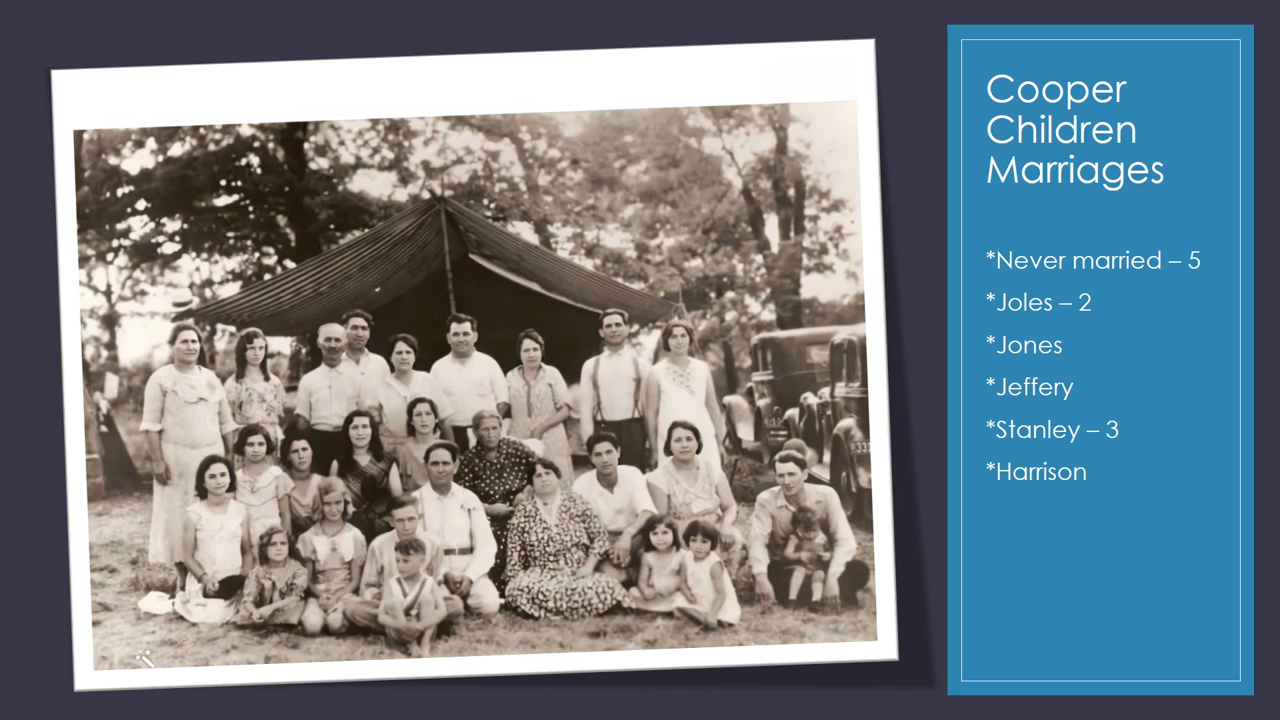 Cooper
Children
Marriages
*Never married – 5
*Joles – 2
*Jones
*Jeffery
*Stanley – 3
*Harrison